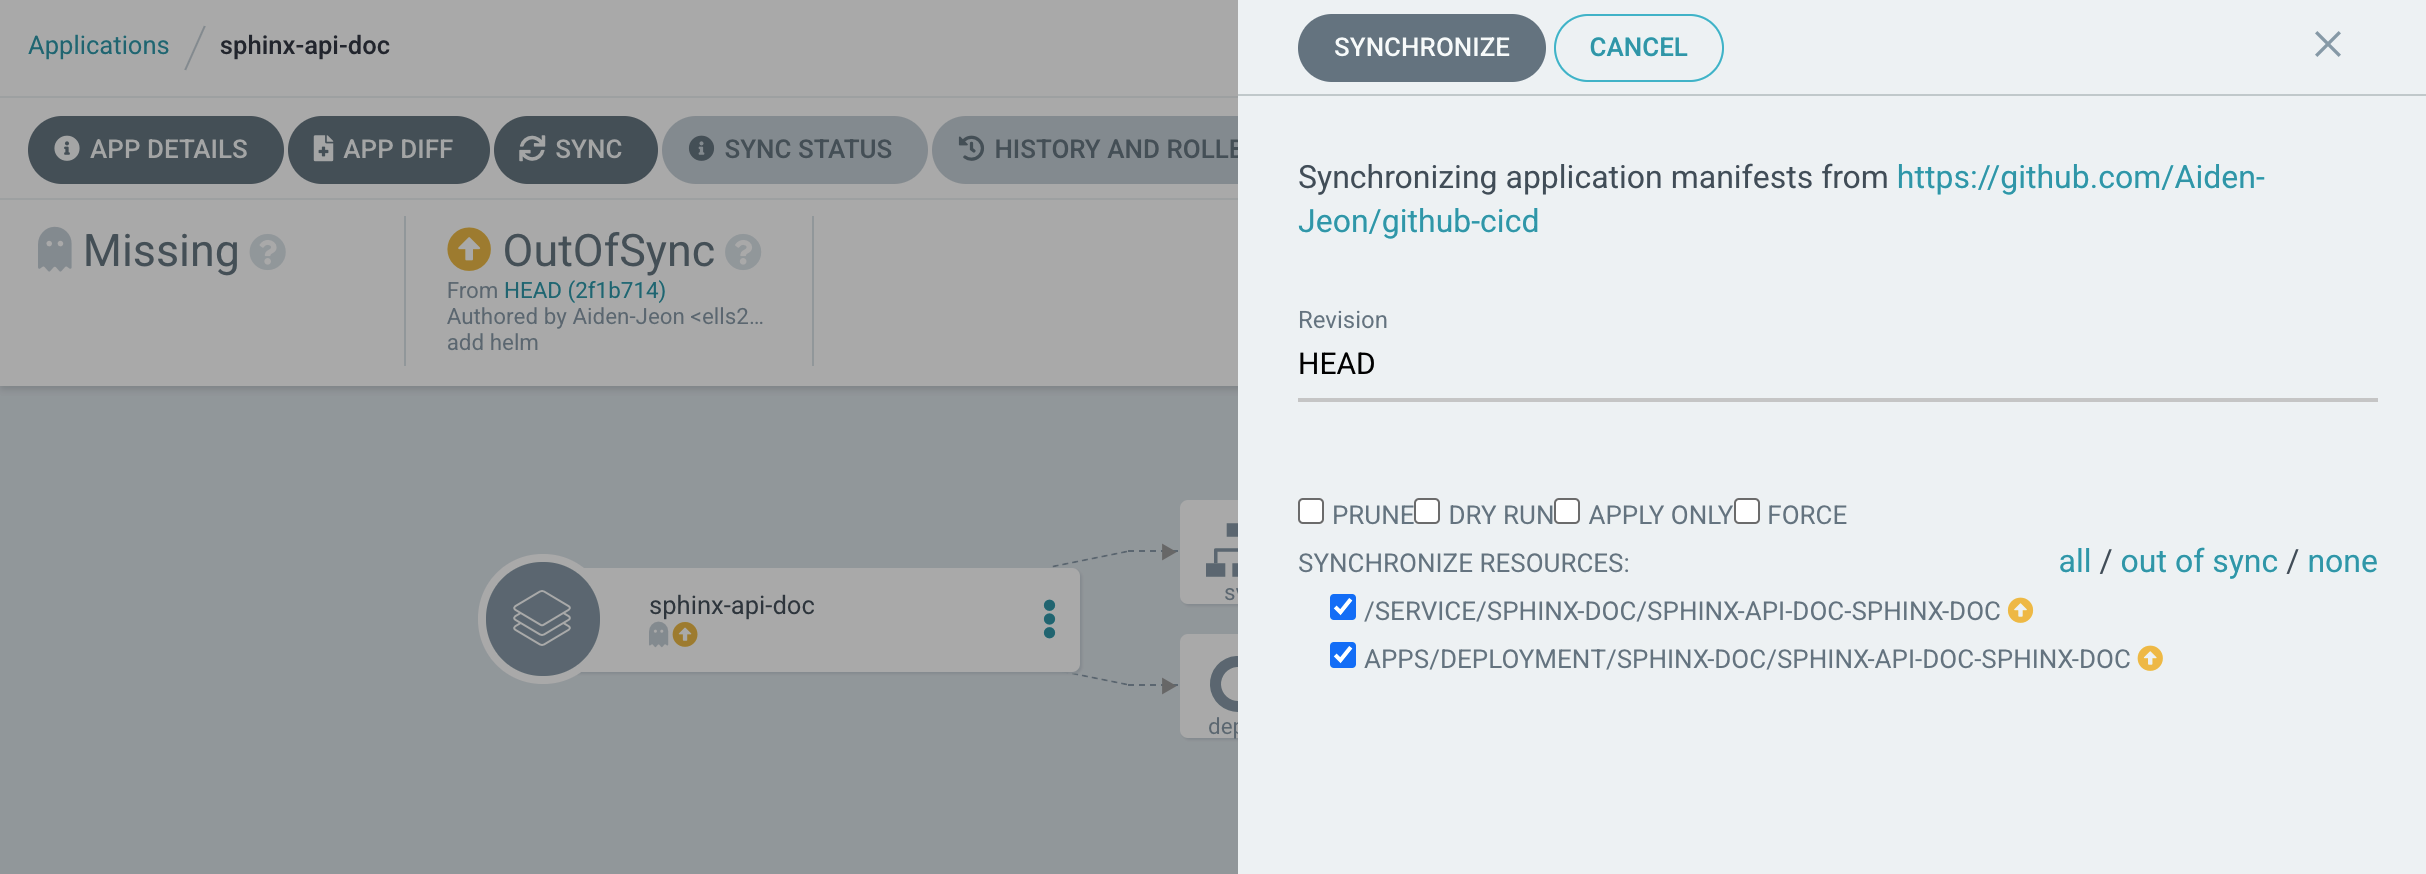 Applications / sphinx-api-doc
APP DETAILS
APP DIFF
SYNC
SYNC STATUS
HISTORY AND ROLLE
Missing ?
OutOfSync ?
From HEAD (2f1b714)
Authored by Aiden-Jeon <ells2...
add helm
sphinx-api-doc
SYNCHRONIZE
CANCEL
Synchronizing application manifests from https://github.com/Aiden-
Jeon/github-cicd
Revision
HEAD
PRUNE DRY RUN APPLY ONLY FORCE
SYNCHRONIZE RESOURCES: all / out of sync / none
/SERVICE/SPHINX-DOC/SPHINX-API-DOC-SPHINX-DOC
APPS/DEPLOYMENT/SPHINX-DOC/SPHINX-API-DOC-SPHINX-DOC